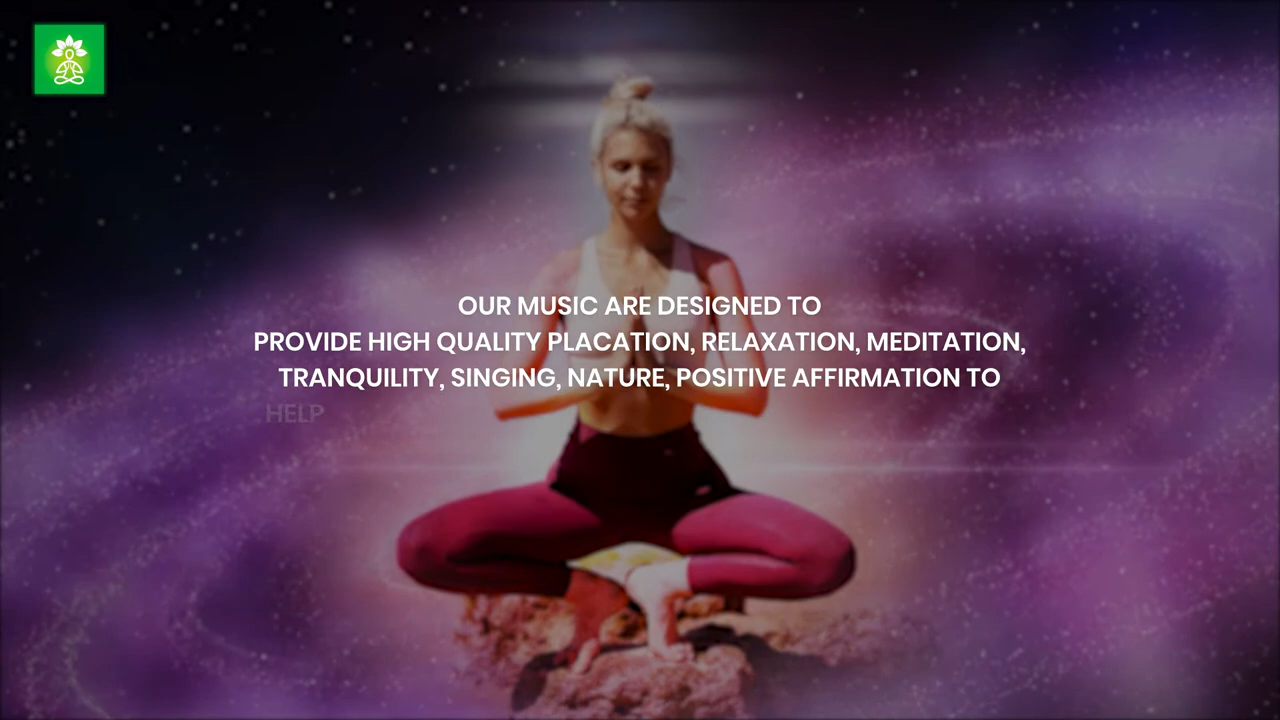 OUR MUSIC ARE DESIGNED TO
PROVIDE HIGH QUALITY PLACATION, RELAXATION, MEDITATION,
TRANQUILITY, SINGING, NATURE, POSITIVE AFFIRMATION TO
HELP